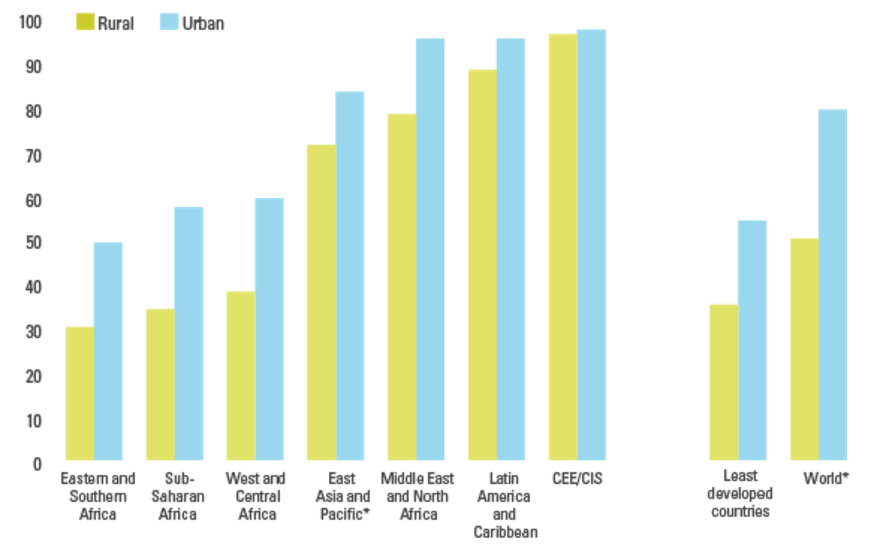 Rural Urban
100
90
80
70
60
50
40
30
20
10
0
Eastern and
Southern
Africa
Sub-
Saharan
Africa
West and
Central
Africa
East
Asia and
Pacific*
Middle East
and North
Africa
Latin
America
and
Caribbean
CEE/CIS
Least
developed
countries
World*